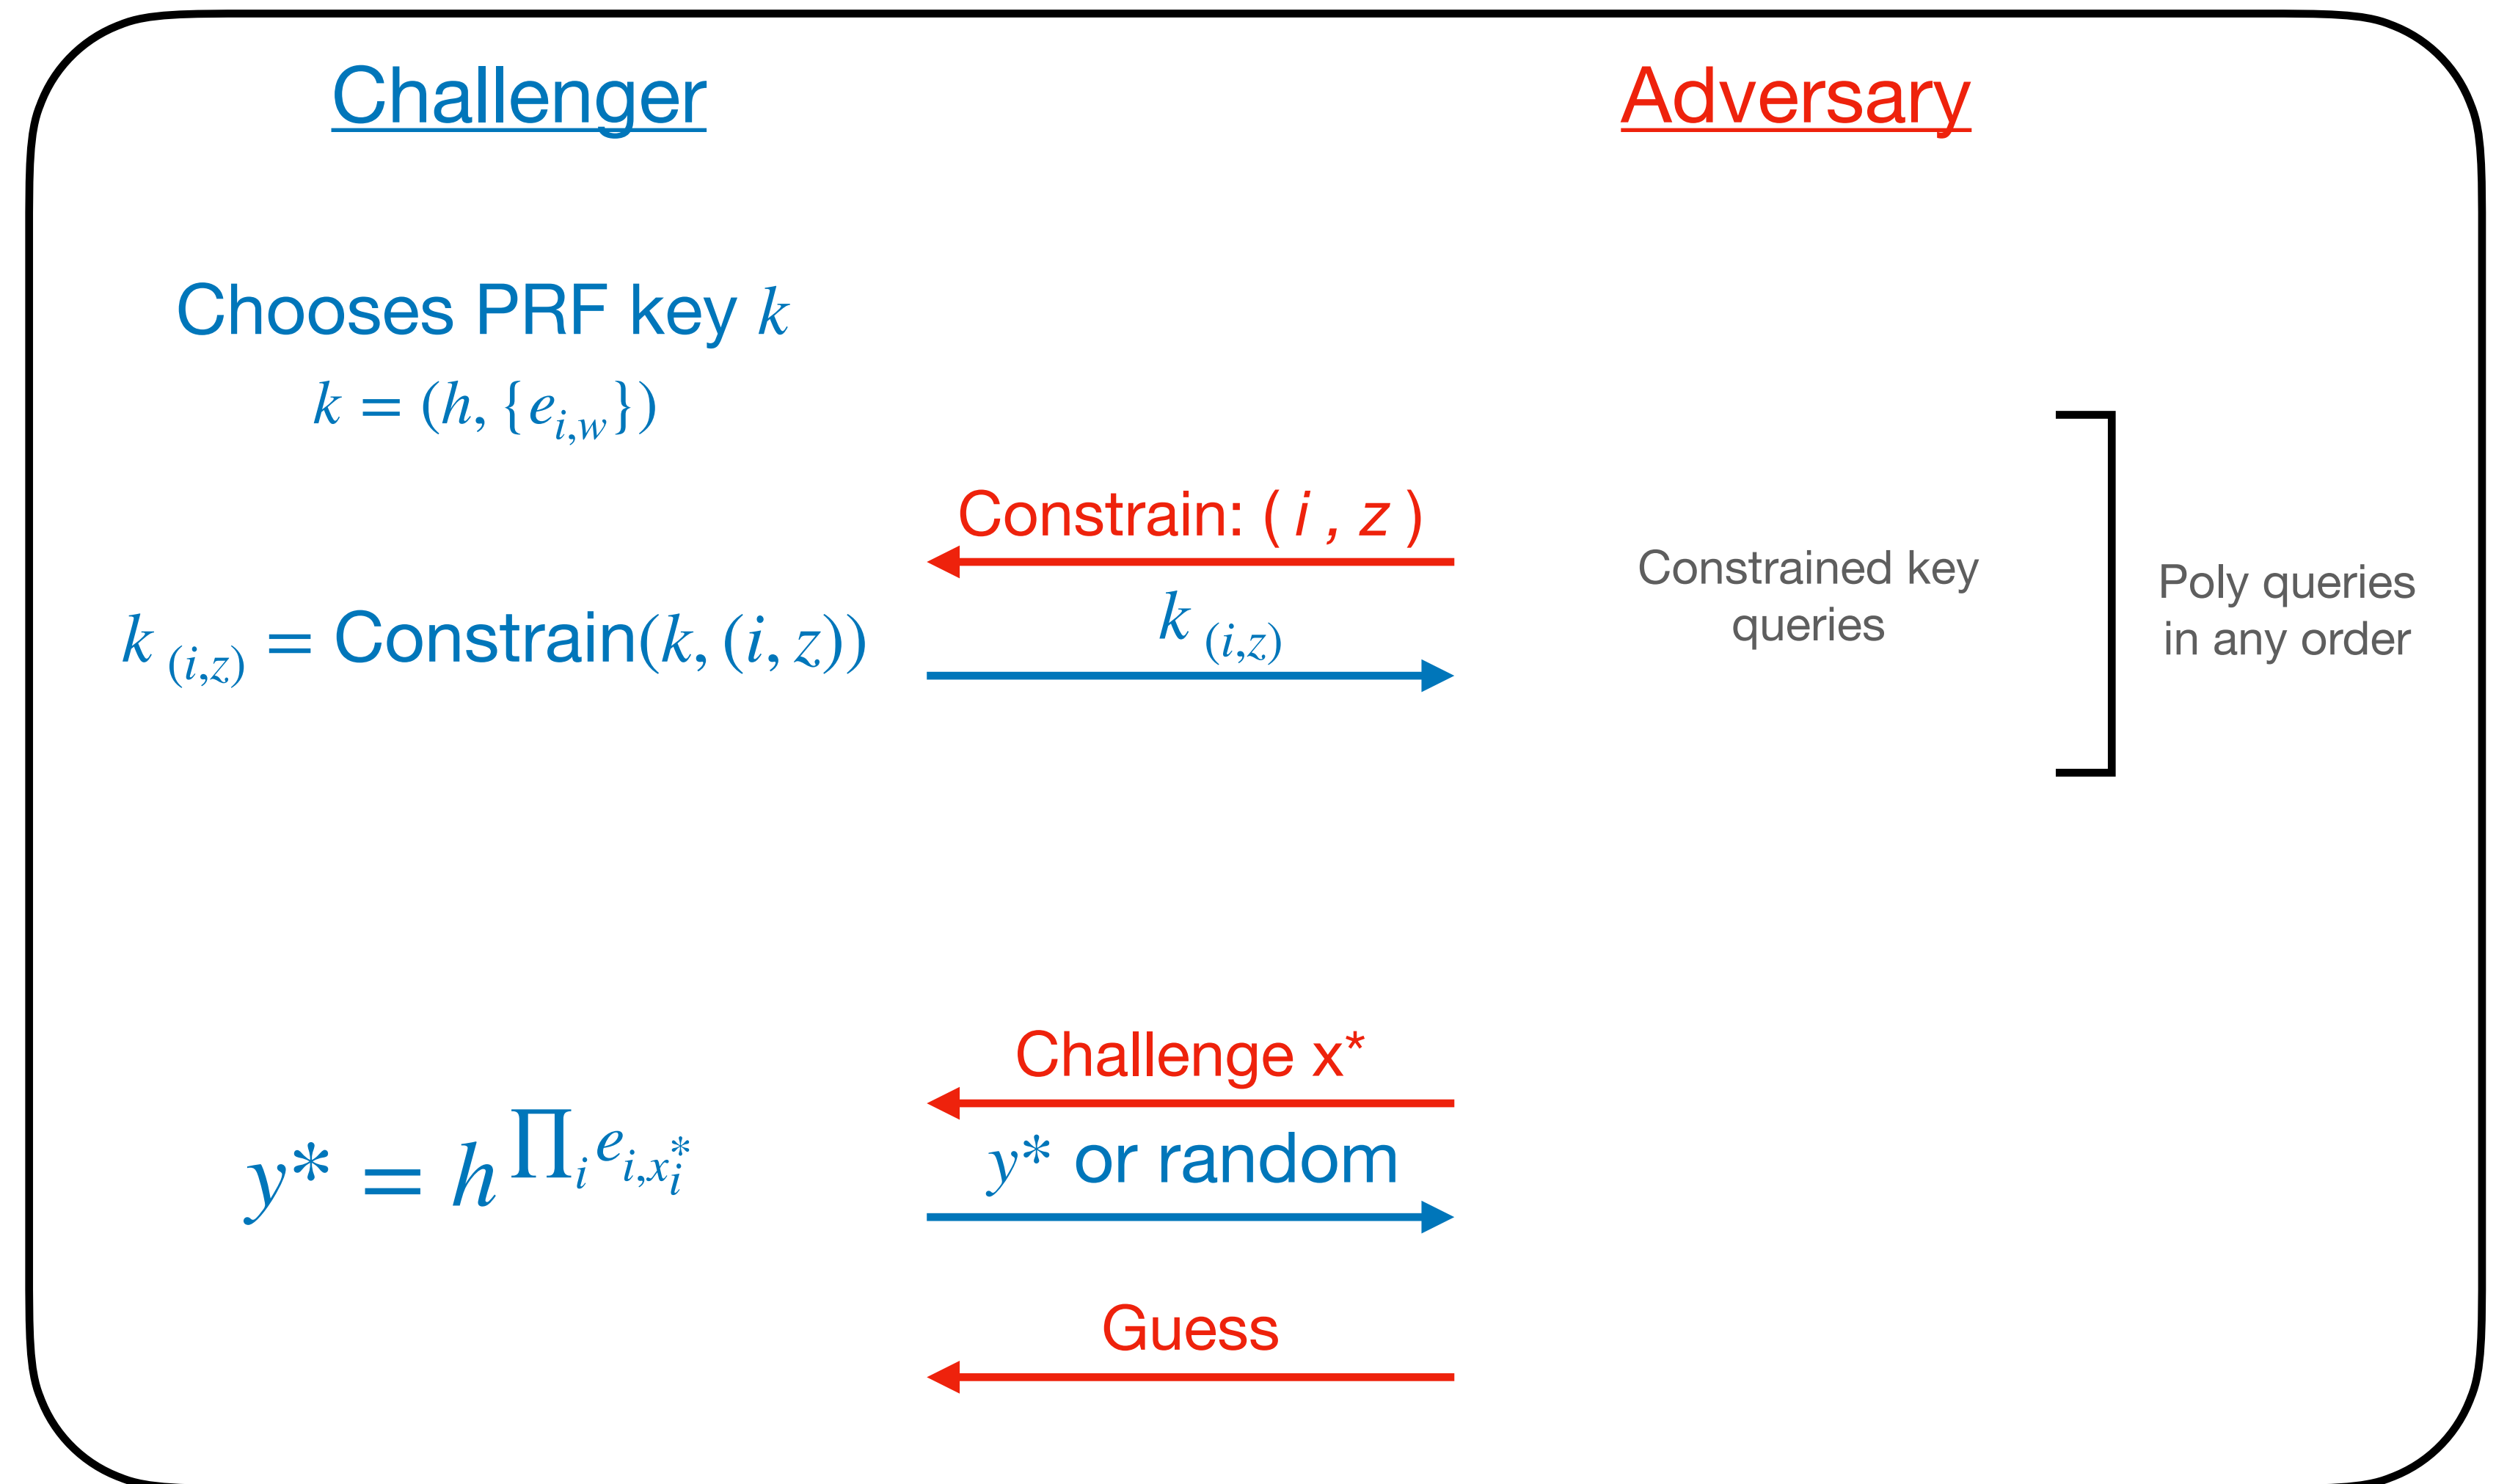 Challenger
Adversary
Chooses PRF key k
k = (h, {e_{i,w}})
Constrain: ( i , z )
k_{(i,z)} = Constrain(k, (i, z))
k_{(i,z)}
Constrained key
queries
Poly queries
in any order
Challenge x*
y* = h^{∏_i e_{i,x_i^*}}
y* or random
Guess